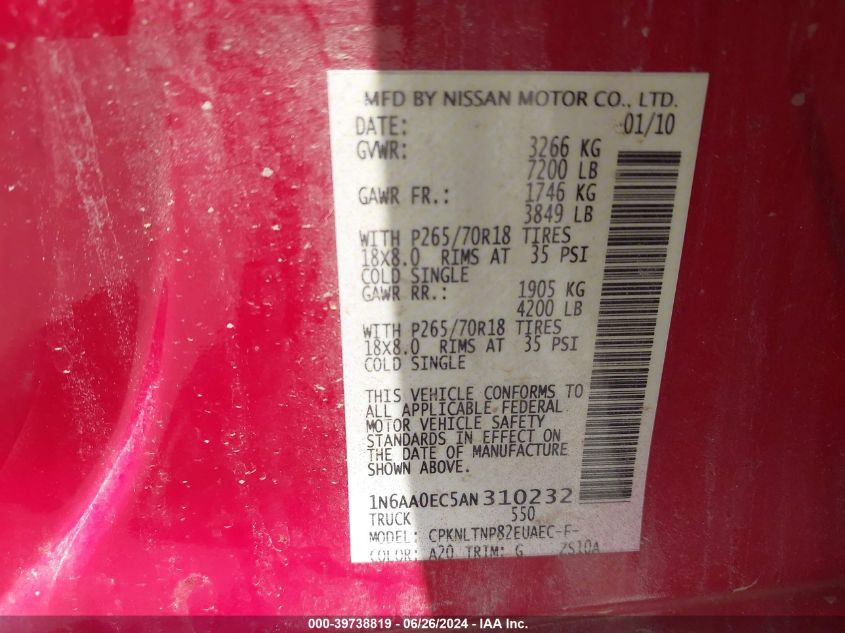 MFD BY NISSAN MOTOR CO., LTD.
DATE: 01/10
GVWR: 3266 KG
7200 LB
GAWR FR.: 1746 KG
3849 LB
WITH P265/70R18 TIRES
18X8.0 RIMS AT 35 PSI
COLD SINGLE
GAWR RR.: 1905 KG
4200 LB
WITH P265/70R18 TIRES
18X8.0 RIMS AT 35 PSI
COLD SINGLE
THIS VEHICLE CONFORMS TO
ALL APPLICABLE FEDERAL
MOTOR VEHICLE SAFETY
STANDARDS IN EFFECT ON
THE DATE OF MANUFACTURE
SHOWN ABOVE.
1N6AA0EC5AN310232
TRUCK 550
MODEL: CPKNLTNP82EUAEC-F-
COLOR: A20 TRIM: G ZS10A
000-39738819 / 06/26/2024 - IAA Inc.